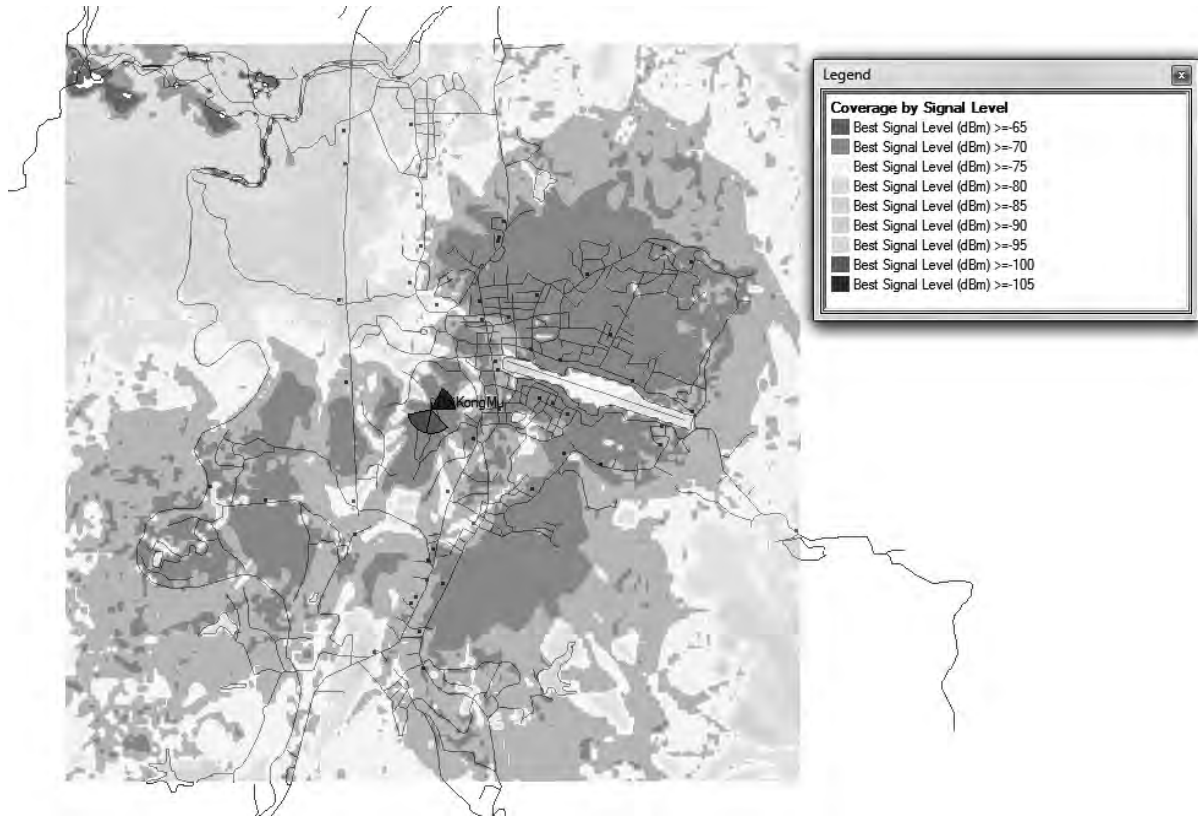 Legend
x
Coverage by Signal Level
Best Signal Level (dBm) >=-65
Best Signal Level (dBm) >=-70
Best Signal Level (dBm) >=-75
Best Signal Level (dBm) >=-80
Best Signal Level (dBm) >=-85
Best Signal Level (dBm) >=-90
Best Signal Level (dBm) >=-95
Best Signal Level (dBm) >=-100
Best Signal Level (dBm) >=-105